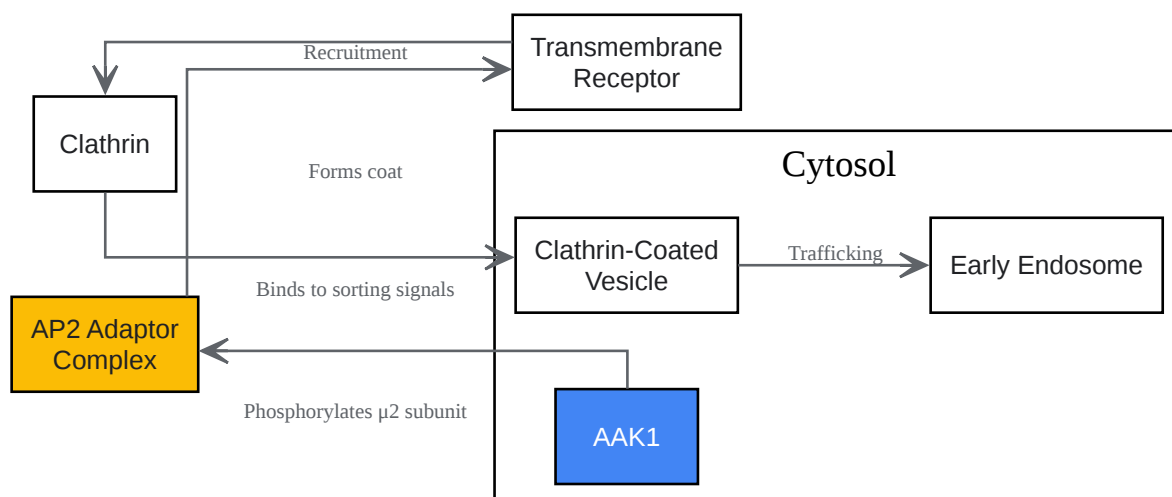 Transmembrane
Receptor
Recruitment
Clathrin
Cytosol
Forms coat
Clathrin-Coated
Vesicle
Trafficking
Early Endosome
Binds to sorting signals
AP2 Adaptor
Complex
Phosphorylates μ2 subunit
AAK1